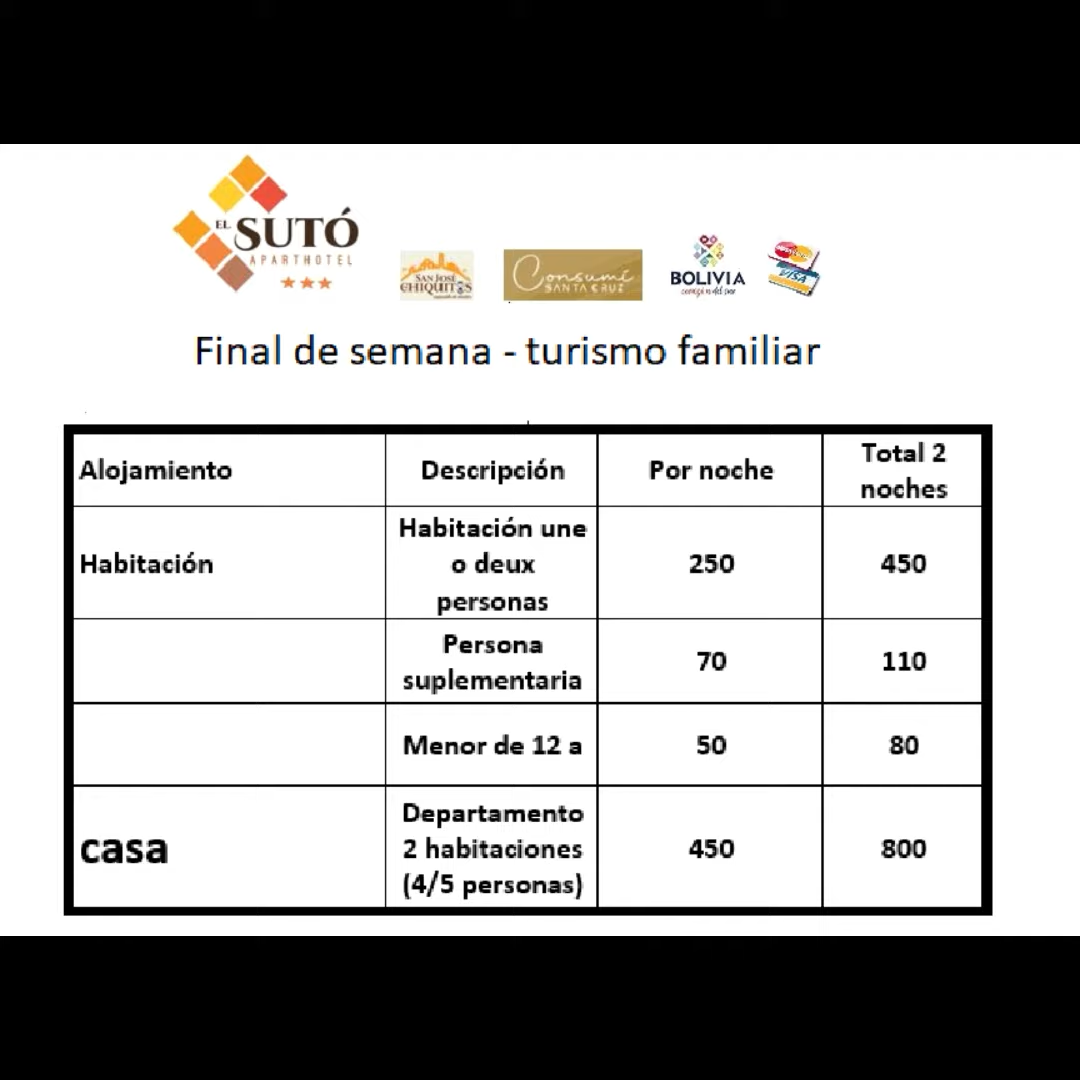 EL SUTÓ
APARTHOTEL
SAN JOSÉ
CHIQUITOS
Consumí
SANTA CRUZ
BOLIVIA
VISA
Final de semana - turismo familiar
Alojamiento Descripción Por noche Total 2 noches
Habitación Habitación une o deux personas 250 450
Persona suplementaria 70 110
Menor de 12 a 50 80
casa Departamento 2 habitaciones (4/5 personas) 450 800